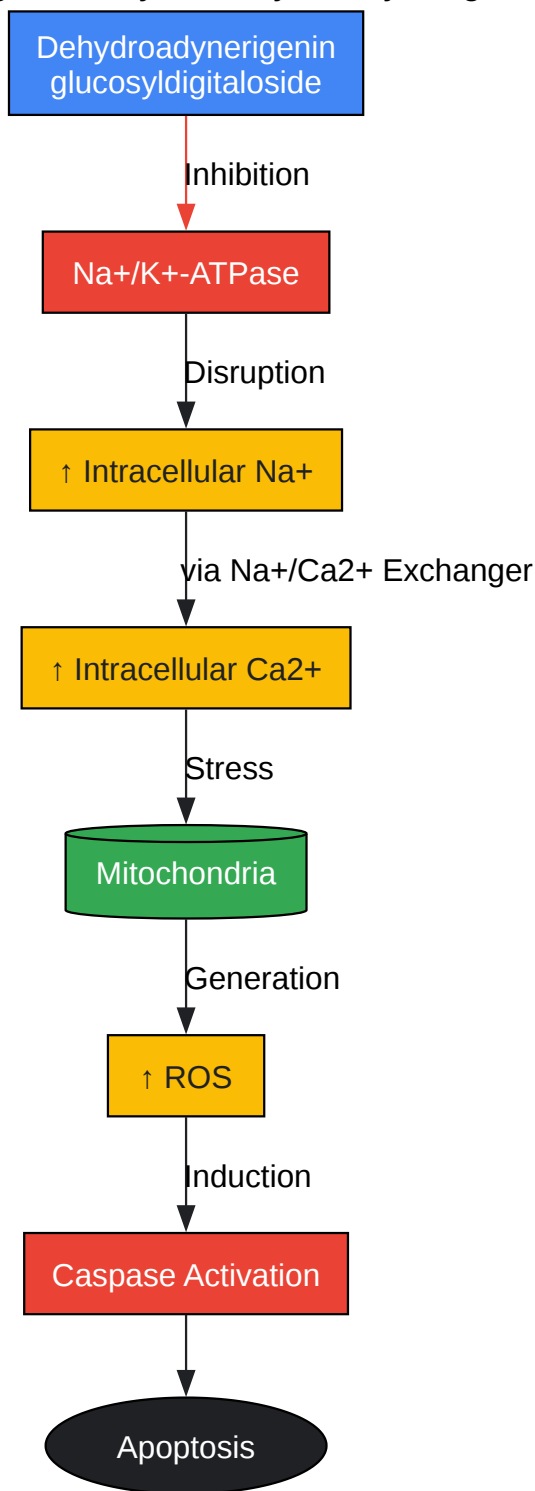 Dehydroadynerigenin
glucosyldigitaloside
Inhibition
Na+/K+-ATPase
Disruption
↑ Intracellular Na+
via Na+/Ca2+ Exchanger
↑ Intracellular Ca2+
Stress
Mitochondria
Generation
↑ ROS
Induction
Caspase Activation
Apoptosis